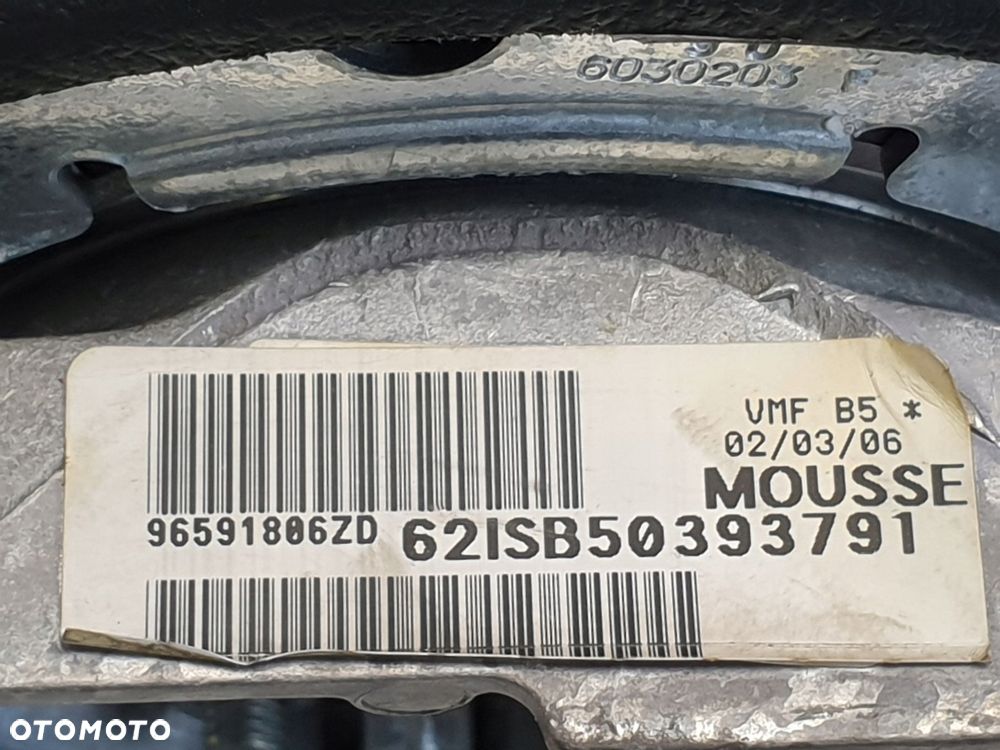 6030203 F
VMF B5 *
02/03/06
MOUSSE
96591806ZD 62ISB50393791
OTOMOTO